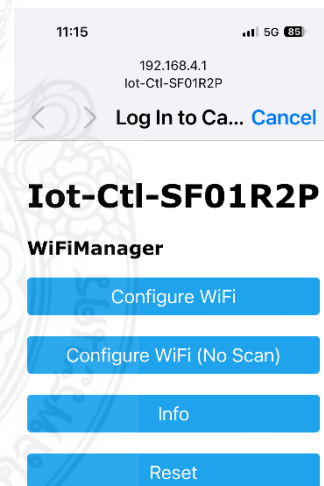 11:15 5G 85
192.168.4.1
Iot-Ctl-SF01R2P
Log In to Ca... Cancel
Iot-Ctl-SF01R2P
WiFiManager
Configure WiFi
Configure WiFi (No Scan)
Info
Reset